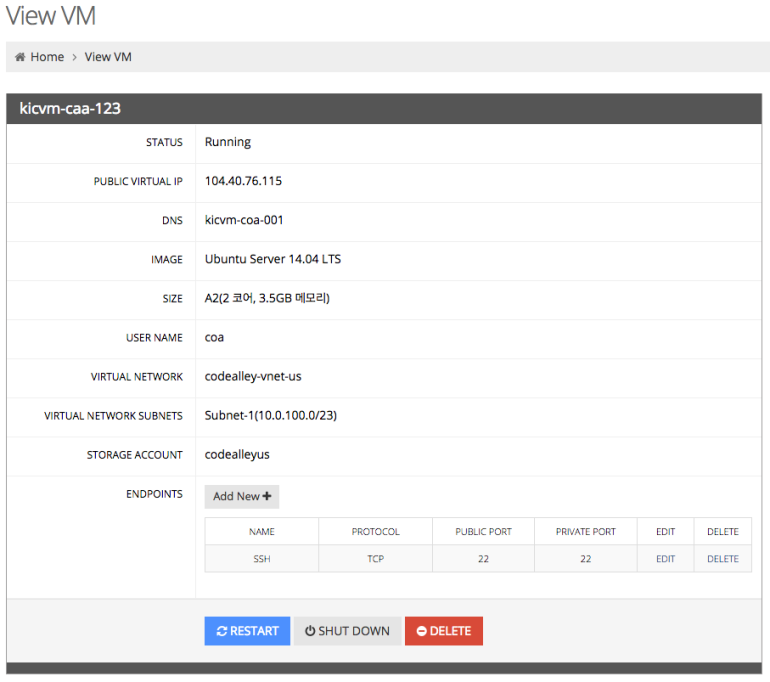 View VM
Home > View VM
kicvm-caa-123
STATUS Running
PUBLIC VIRTUAL IP 104.40.76.115
DNS kicvm-coa-001
IMAGE Ubuntu Server 14.04 LTS
SIZE A2(2 코어, 3.5GB 메모리)
USER NAME coa
VIRTUAL NETWORK codealley-vnet-us
VIRTUAL NETWORK SUBNETS Subnet-1(10.0.100.0/23)
STORAGE ACCOUNT codealleyus
ENDPOINTS Add New +
NAME PROTOCOL PUBLIC PORT PRIVATE PORT EDIT DELETE
SSH TCP 22 22 EDIT DELETE
RESTART SHUT DOWN DELETE